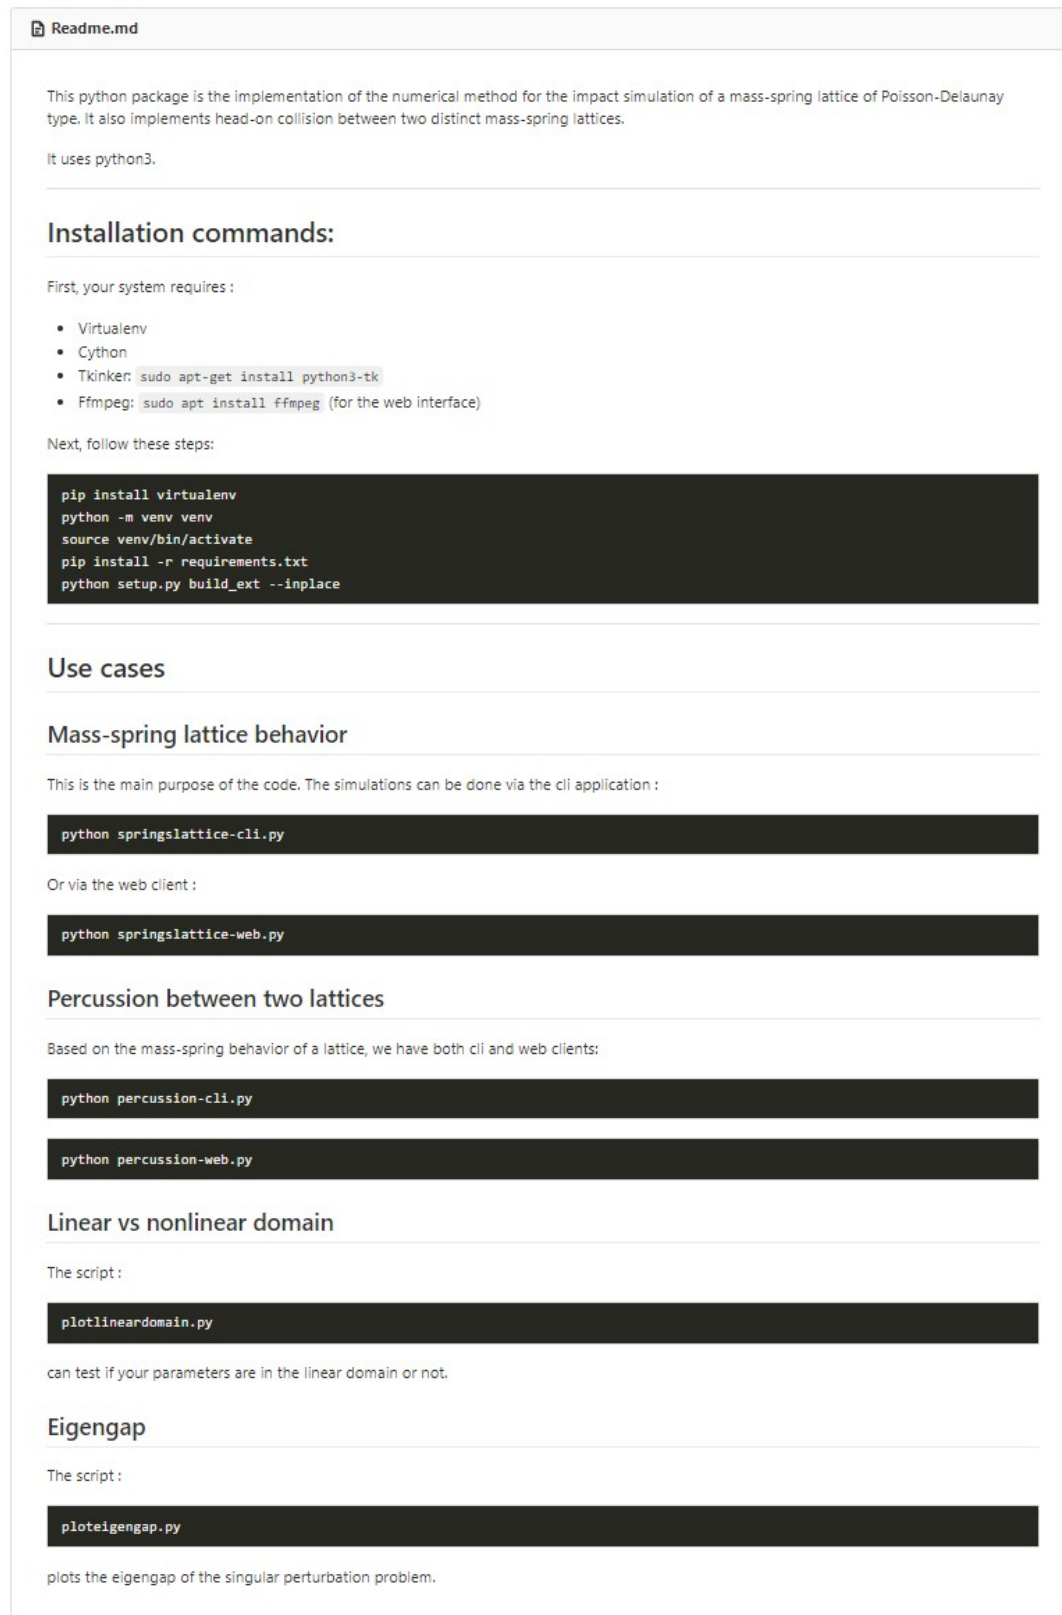 Readme.md
This python package is the implementation of the numerical method for the impact simulation of a mass-spring lattice of Poisson-Delaunay
type. It also implements head-on collision between two distinct mass-spring lattices.
It uses python3.
Installation commands:
First, your system requires :
• Virtualenv
• Cython
• Tkinker: sudo apt-get install python3-tk
• Ffmpeg: sudo apt install ffmpeg (for the web interface)
Next, follow these steps:
pip install virtualenv
python -m venv venv
source venv/bin/activate
pip install -r requirements.txt
python setup.py build_ext --inplace
Use cases
Mass-spring lattice behavior
This is the main purpose of the code. The simulations can be done via the cli application :
python springslattice-cli.py
Or via the web client :
python springslattice-web.py
Percussion between two lattices
Based on the mass-spring behavior of a lattice, we have both cli and web clients:
python percussion-cli.py
python percussion-web.py
Linear vs nonlinear domain
The script :
plotlineardomain.py
can test if your parameters are in the linear domain or not.
Eigengap
The script :
ploteigengap.py
plots the eigengap of the singular perturbation problem.